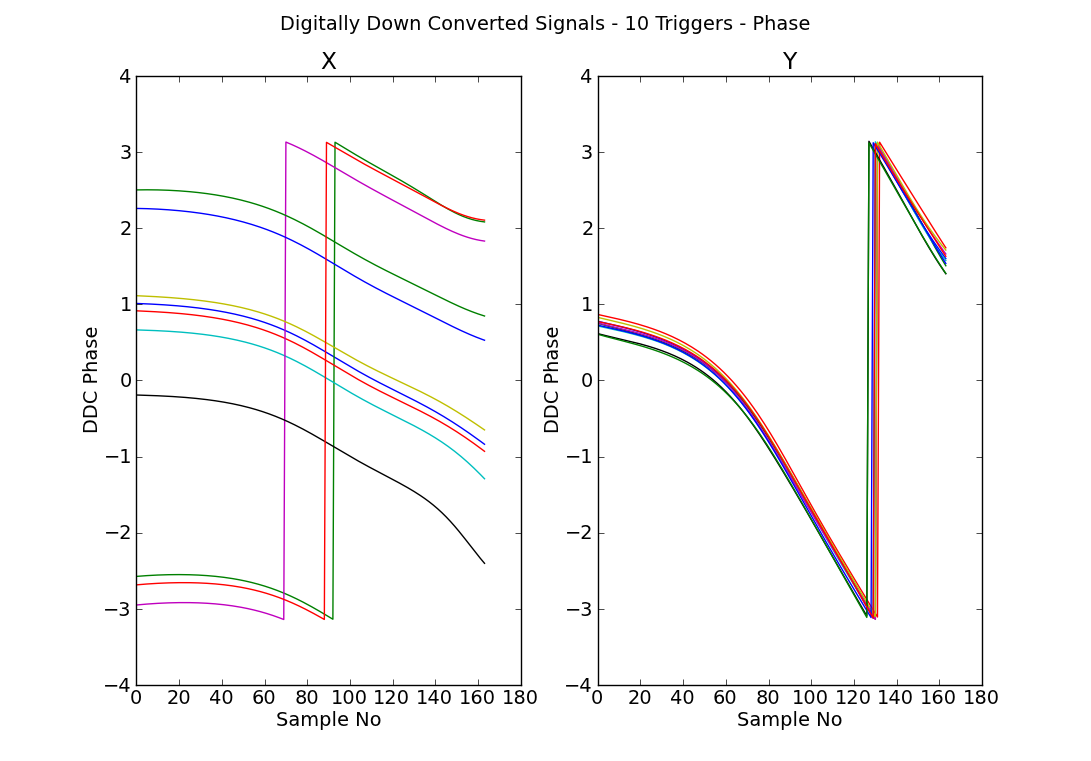 Digitally Down Converted Signals - 10 Triggers - Phase
X
4
3
2
1
0
−1
−2
−3
−4
DDC Phase
0 20 40 60 80 100 120 140 160 180
Sample No
Y
4
3
2
1
0
−1
−2
−3
−4
DDC Phase
0 20 40 60 80 100 120 140 160 180
Sample No